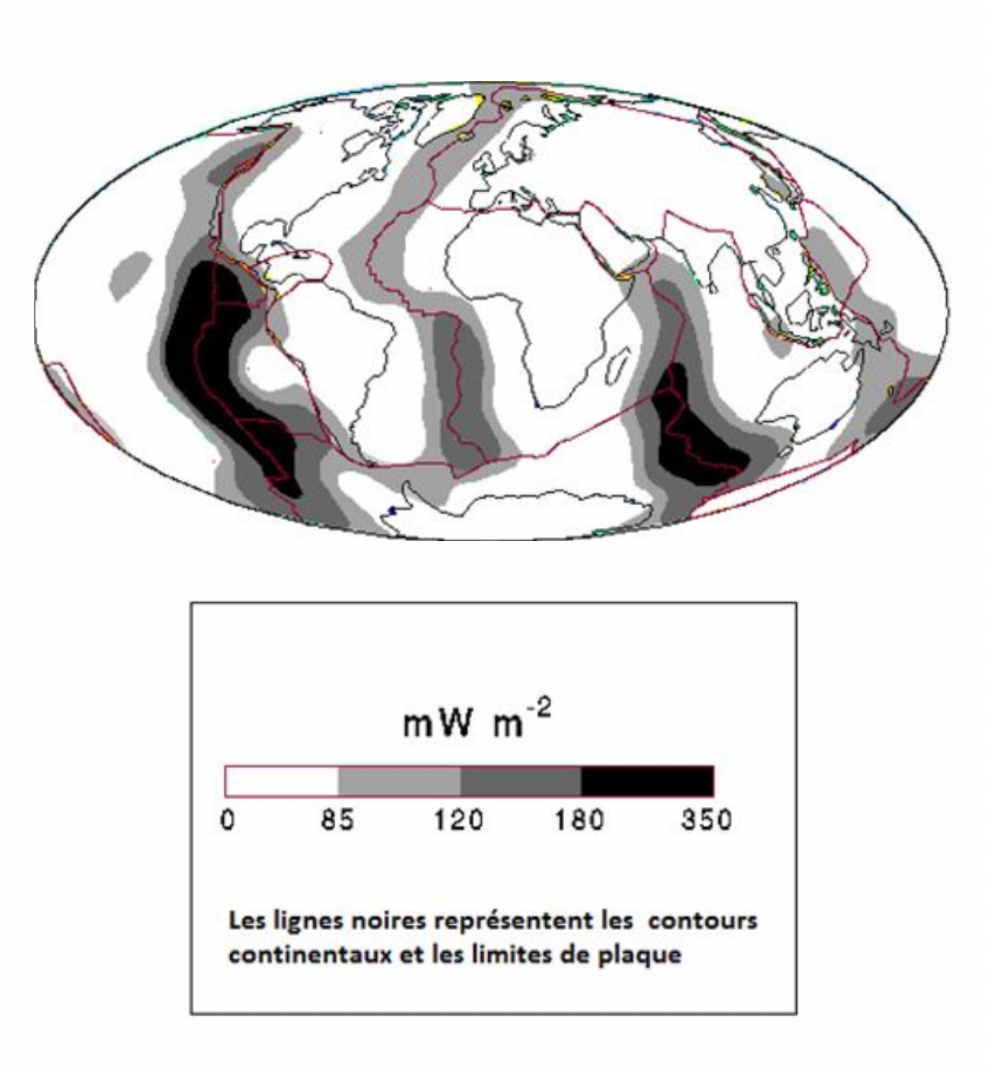 mW m-2
0 85 120 180 350
Les lignes noires représentent les contours
continentaux et les limites de plaque